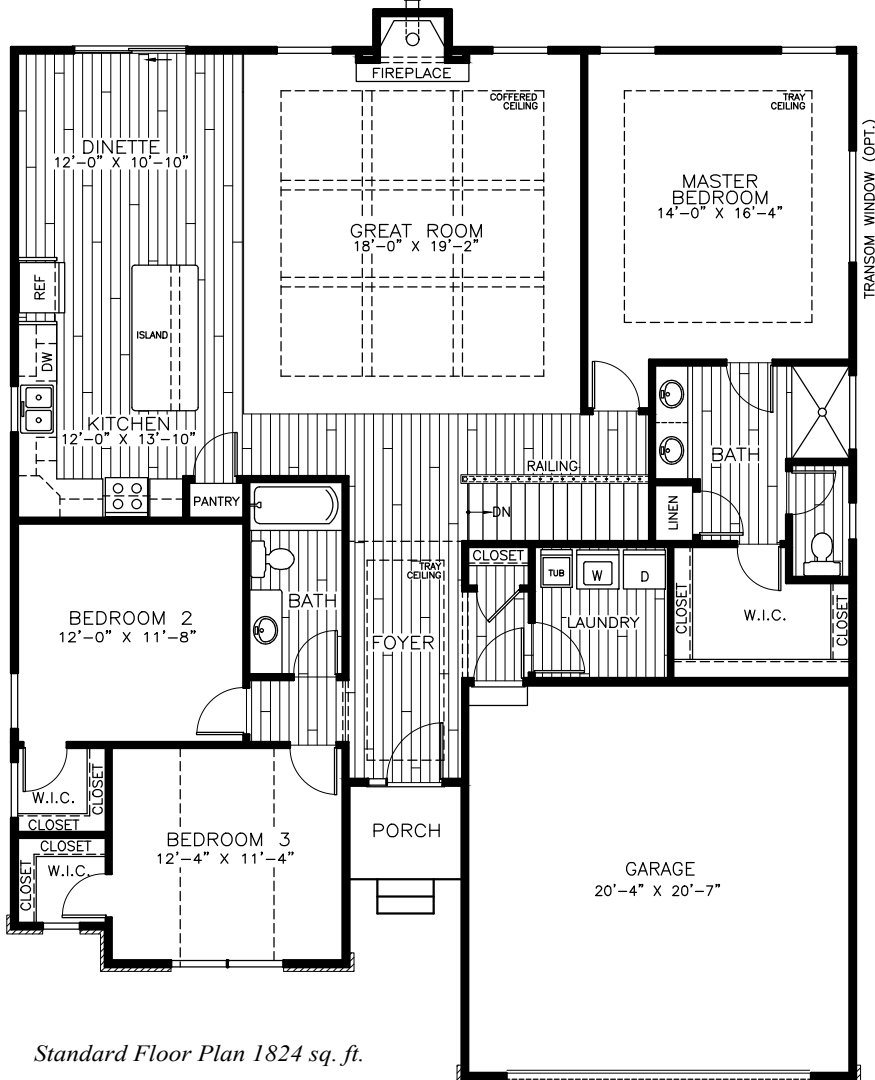 FIREPLACE
COFFERED
CEILING
TRAY
CEILING
TRANSOM WINDOW (OPT.)
DINETTE
12'-0" X 10'-10"
MASTER
BEDROOM
14'-0" X 16'-4"
GREAT ROOM
18'-0" X 19'-2"
REF
ISLAND
DW
KITCHEN
12'-0" X 13'-10"
BATH
RAILING
PANTRY
LINEN
DN
CLOSET
TRAY
CEILING
TUB
W
D
BATH
BEDROOM 2
12'-0" X 11'-8"
LAUNDRY
CLOSET
W.I.C.
CLOSET
FOYER
W.I.C.
CLOSET
CLOSET
PORCH
BEDROOM 3
12'-4" X 11'-4"
CLOSET
W.I.C.
CLOSET
GARAGE
20'-4" X 20'-7"
Standard Floor Plan 1824 sq. ft.